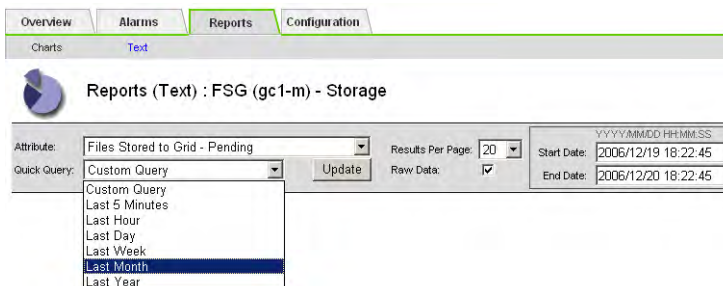 Overview Alarms Reports Configuration
Charts Text
Reports (Text) : FSG (gc1-m) - Storage
YYYY/MM/DD HH:MM:SS
Attribute: Files Stored to Grid - Pending Results Per Page: 20 Start Date: 2006/12/19 18:22:45
Quick Query: Custom Query Update Raw Data: End Date: 2006/12/20 18:22:45
Custom Query
Last 5 Minutes
Last Hour
Last Day
Last Week
Last Month
Last Year